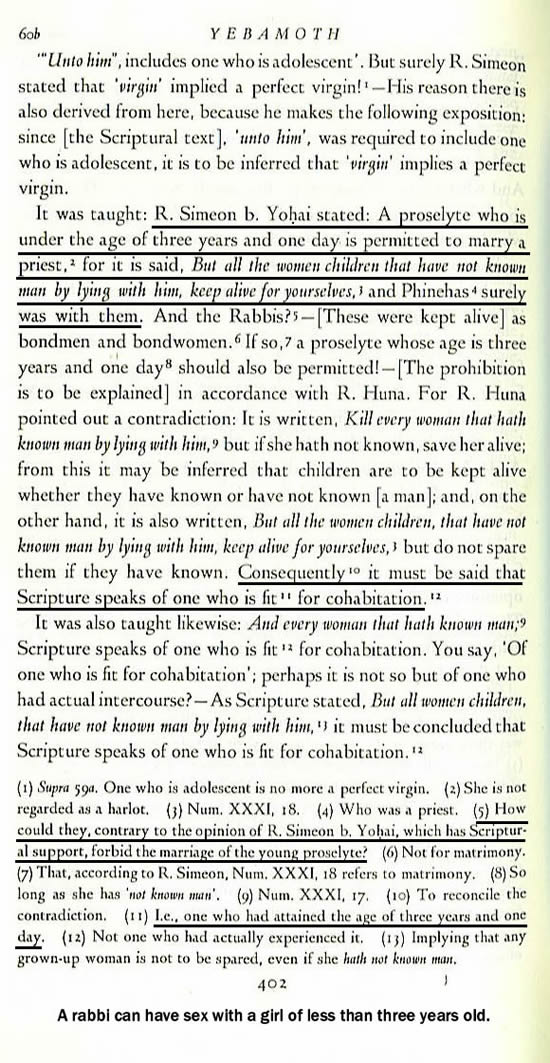 60b YEBAMOTH
'"Unto him", includes one who is adolescent'. But surely R. Simeon
stated that 'virgin' implied a perfect virgin!¹—His reason there is
also derived from here, because he makes the following exposition:
since [the Scriptural text], 'unto him', was required to include one
who is adolescent, it is to be inferred that 'virgin' implies a perfect
virgin.
It was taught: R. Simeon b. Yoḥai stated: A proselyte who is
under the age of three years and one day is permitted to marry a
priest,² for it is said, But all the women children that have not known
man by lying with him, keep alive for yourselves,³ and Phinehas⁴ surely
was with them. And the Rabbis?⁵—[These were kept alive] as
bondmen and bondwomen.⁶ If so,⁷ a proselyte whose age is three
years and one day⁸ should also be permitted!—[The prohibition
is to be explained] in accordance with R. Huna. For R. Huna
pointed out a contradiction: It is written, Kill every woman that hath
known man by lying with him,⁹ but if she hath not known, save her alive;
from this it may be inferred that children are to be kept alive
whether they have known or have not known [a man]; and, on the
other hand, it is also written, But all the women children, that have not
known man by lying with him, keep alive for yourselves,³ but do not spare
them if they have known. Consequently¹⁰ it must be said that
Scripture speaks of one who is fit¹¹ for cohabitation.¹²
It was also taught likewise: And every woman that hath known man;⁹
Scripture speaks of one who is fit¹² for cohabitation. You say, 'Of
one who is fit for cohabitation'; perhaps it is not so but of one who
had actual intercourse?—As Scripture stated, But all women children,
that have not known man by lying with him,¹³ it must be concluded that
Scripture speaks of one who is fit for cohabitation.¹²
(1) Supra 59a. One who is adolescent is no more a perfect virgin. (2) She is not
regarded as a harlot. (3) Num. XXXI, 18. (4) Who was a priest. (5) How
could they, contrary to the opinion of R. Simeon b. Yoḥai, which has Scriptur-
al support, forbid the marriage of the young proselyte? (6) Not for matrimony.
(7) That, according to R. Simeon, Num. XXXI, 18 refers to matrimony. (8) So
long as she has 'not known man'. (9) Num. XXXI, 17. (10) To reconcile the
contradiction. (11) I.e., one who had attained the age of three years and one
day. (12) Not one who had actually experienced it. (13) Implying that any
grown-up woman is not to be spared, even if she hath not known man.
402
A rabbi can have sex with a girl of less than three years old.